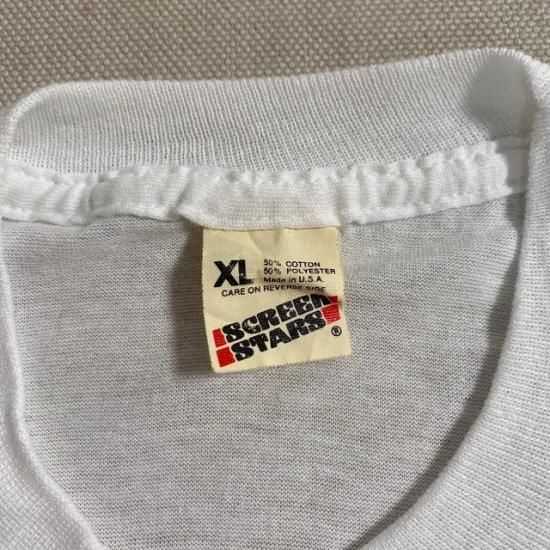 XL 50% COTTON
50% POLYESTER
Made in U.S.A.
CARE ON REVERSE SIDE
SCREEN
STARS®